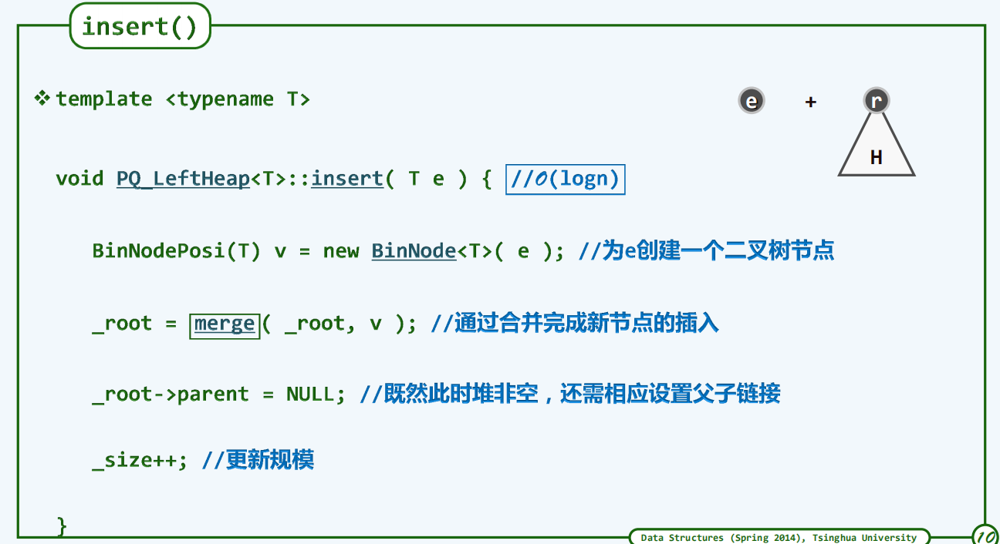 insert()
❖ template <typename T>
e + r
H
void PQ_LeftHeap<T>::insert( T e ) { //O(logn)
BinNodePosi(T) v = new BinNode<T>( e ); //为e创建一个二叉树节点
_root = merge( _root, v ); //通过合并完成新节点的插入
_root->parent = NULL; //既然此时堆非空，还需相应设置父子链接
_size++; //更新规模
}
Data Structures (Spring 2014), Tsinghua University
10